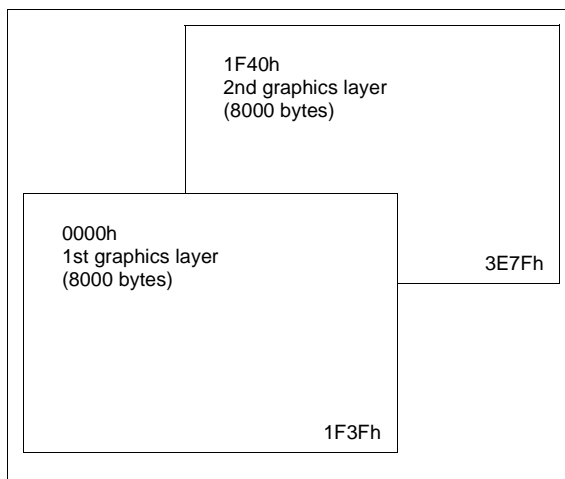 1F40h
2nd graphics layer
(8000 bytes)
3E7Fh
0000h
1st graphics layer
(8000 bytes)
1F3Fh